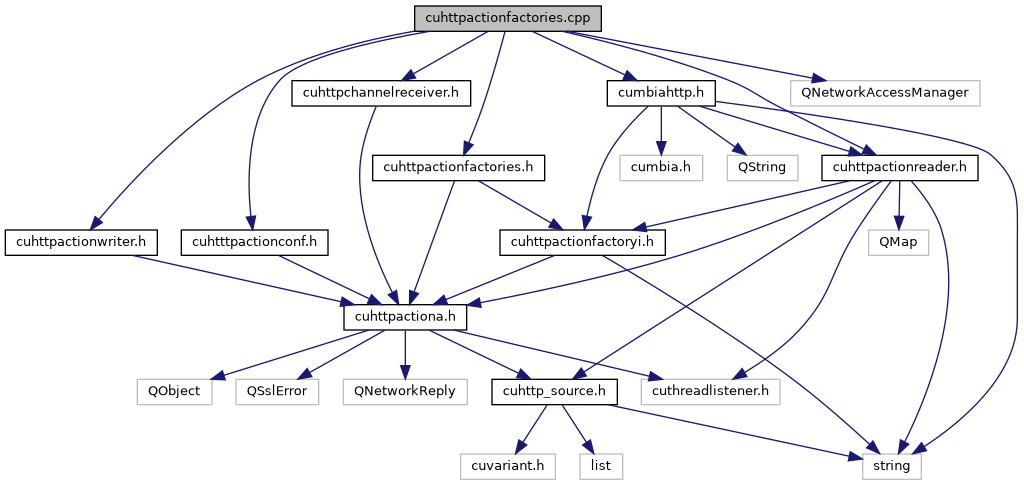 cuhttpactionfactories.cpp
cuhttpchannelreceiver.h
cumbiahttp.h
QNetworkAccessManager
cuhttpactionfactories.h
cumbia.h
QString
cuhttpactionreader.h
cuhttpactionwriter.h
cuhtttpactionconf.h
cuhttpactionfactoryi.h
QMap
cuhttpactiona.h
QObject
QSslError
QNetworkReply
cuhttp_source.h
cuthreadlistener.h
cuvariant.h
list
string